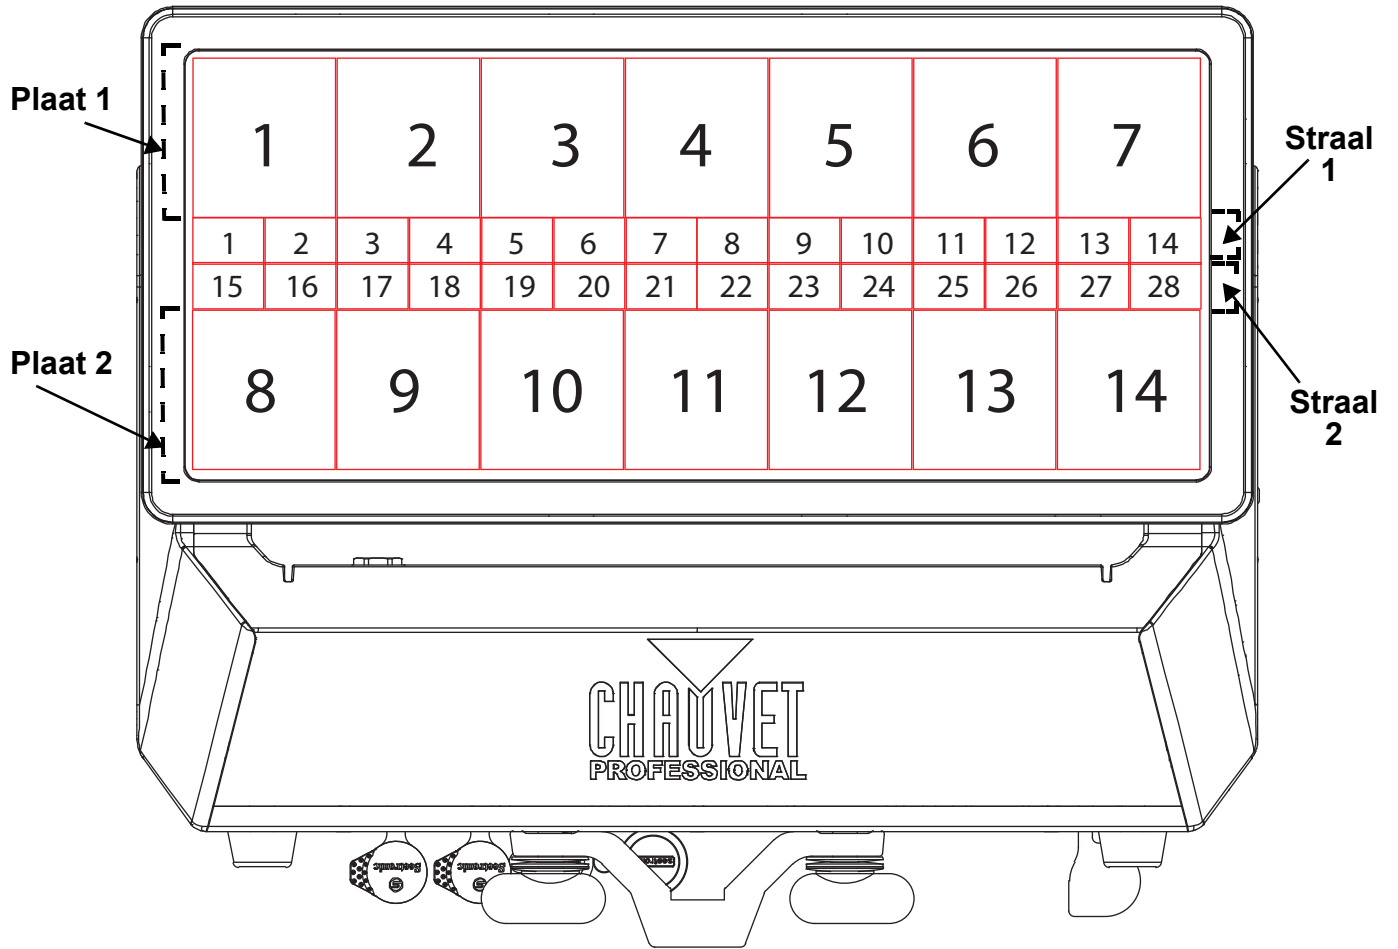 Plaat 1
1 2 3 4 5 6 7
Straal
1
1 2 3 4 5 6 7 8 9 10 11 12 13 14
15 16 17 18 19 20 21 22 23 24 25 26 27 28
Plaat 2
8 9 10 11 12 13 14
Straal
2
CHAUVET
PROFESSIONAL
Seetronic
Seetronic